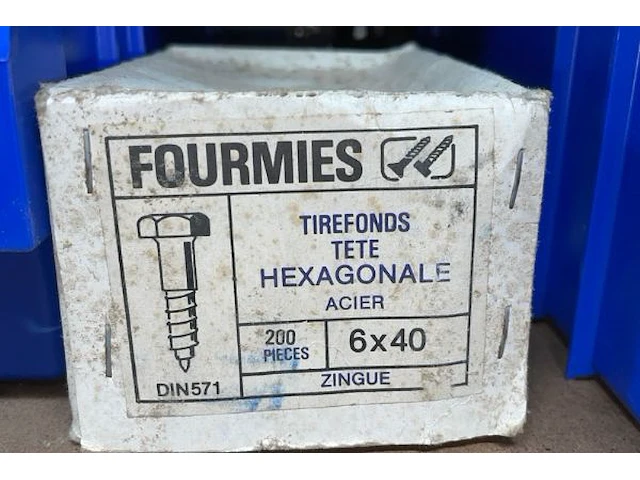 FOURMIES
TIREFONDS
TETE
HEXAGONALE
ACIER
200
PIECES
6x40
DIN571
ZINGUE